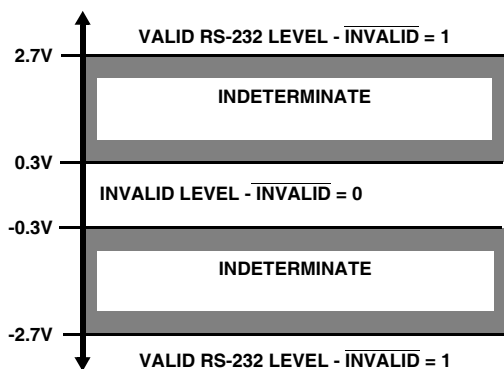 VALID RS-232 LEVEL - INVALID = 1
2.7V
INDETERMINATE
0.3V
INVALID LEVEL - INVALID = 0
-0.3V
INDETERMINATE
-2.7V
VALID RS-232 LEVEL - INVALID = 1